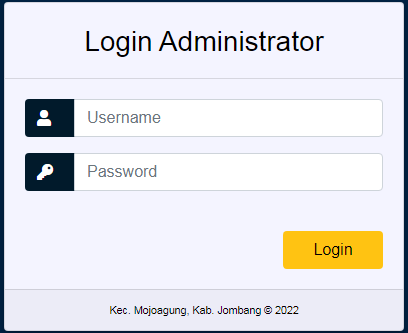 Login Administrator
Username
Password
Login
Kec. Mojoagung, Kab. Jombang © 2022